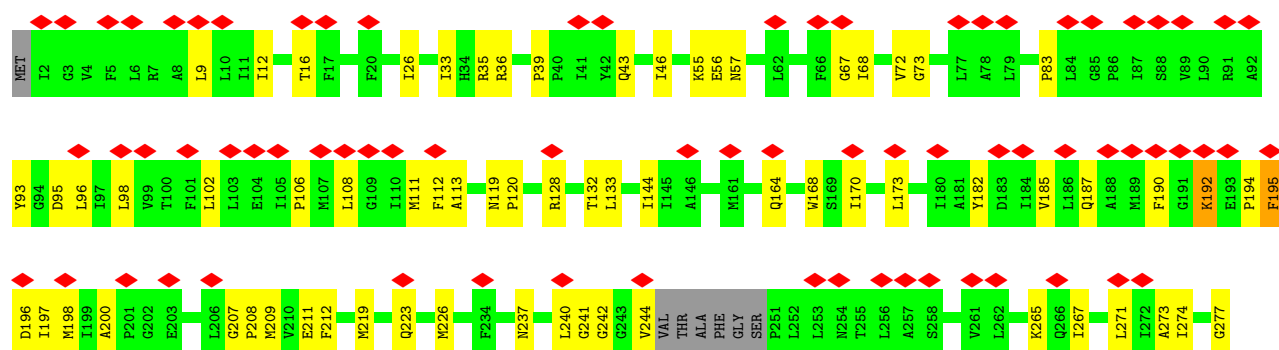 MET I2 G3 V4 F5 L6 R7 A8 L9 L10 I11 I12 T16 F17 F20 I26 I33 H34 R35 R36 P39 P40 I41 Y42 Q43 I46 K55 E56 N57 L62 F66 G67 I68 V72 G73 L77 A78 L79 P83 L84 G85 P86 I87 S88 V89 L90 R91 A92
Y93 G94 D95 L96 I97 L98 V99 T100 F101 L102 L103 E104 I105 P106 M107 L108 G109 I110 M111 F112 A113 N119 P120 R128 T132 L133 I144 I145 A146 M161 Q164 W168 S169 I170 L173 I180 A181 Y182 D183 I184 V185 L186 Q187 A188 M189 F190 G191 K192 E193 P194 F195
D196 I197 M198 I199 A200 P201 G202 E203 L206 G207 P208 M209 V210 E211 F212 M219 Q223 M226 F234 N237 L240 G241 G242 G243 V244 VAL THR ALA PHE GLY SER P251 L252 L253 N254 T255 L256 A257 S258 V261 L262 K265 Q266 I267 L271 I272 A273 I274 G277